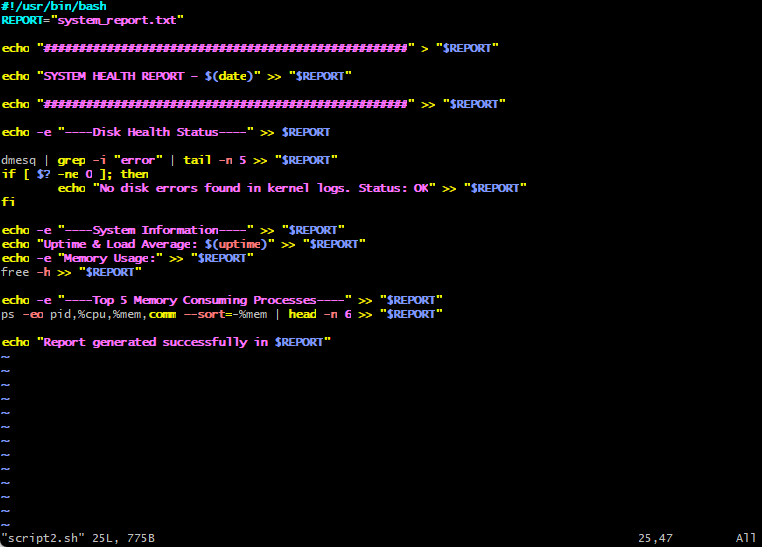 #!/usr/bin/bash
REPORT="system_report.txt"
echo "####################################################" > "$REPORT"
echo "SYSTEM HEALTH REPORT - $(date)" >> "$REPORT"
echo "####################################################" >> "$REPORT"
echo -e "----Disk Health Status----" >> $REPORT
dmesq | grep -i "error" | tail -n 5 >> "$REPORT"
if [ $? -ne 0 ]; then
        echo "No disk errors found in kernel logs. Status: OK" >> "$REPORT"
fi
echo -e "----System Information----" >> "$REPORT"
echo "Uptime & Load Average: $(uptime)" >> "$REPORT"
echo -e "Memory Usage:" >> "$REPORT"
free -h >> "$REPORT"
echo -e "----Top 5 Memory Consuming Processes----" >> "$REPORT"
ps -eo pid,%cpu,%mem,comm --sort=-%mem | head -n 6 >> "$REPORT"
echo "Report generated successfully in $REPORT"
~
~
~
~
~
~
~
~
~
~
~
~
~
"script2.sh" 25L, 775B 25,47 All